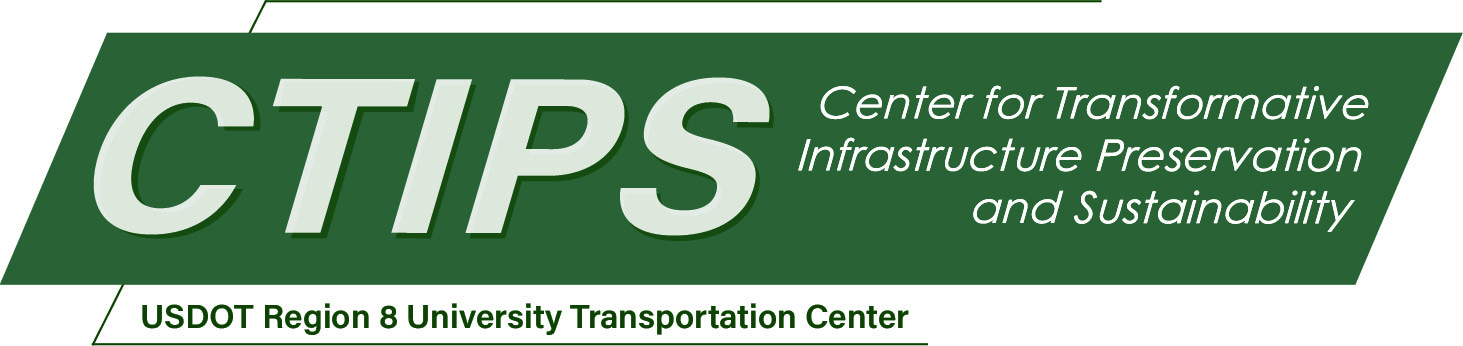 CTIPS
Center for Transformative
Infrastructure Preservation
and Sustainability
USDOT Region 8 University Transportation Center